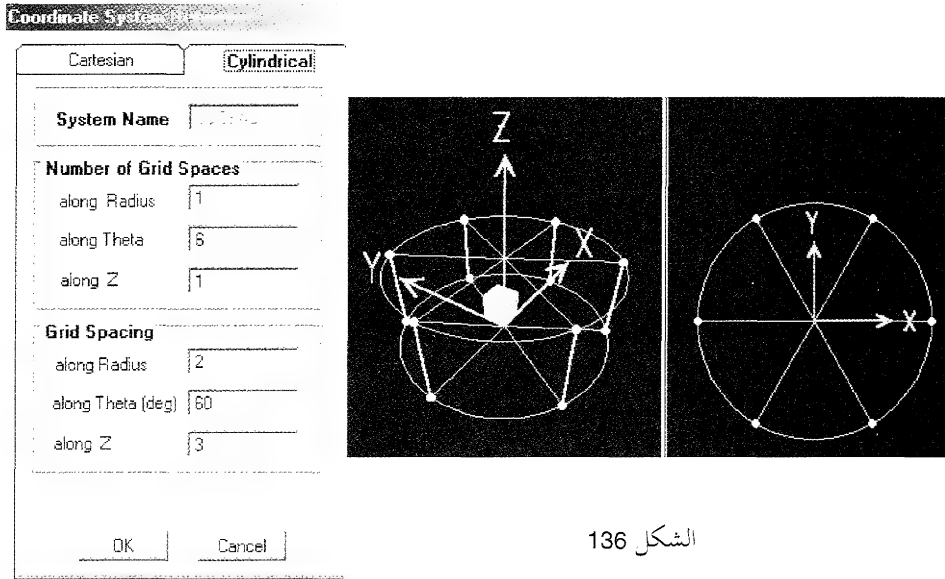 Coordinate System
Cartesian
Cylindrical
System Name
Number of Grid Spaces
along Radius 1
along Theta 6
along Z 1
Grid Spacing
along Radius 2
along Theta (deg) 60
along Z 3
OK
Cancel
Z
Y
X
Y
X
الشكل 136